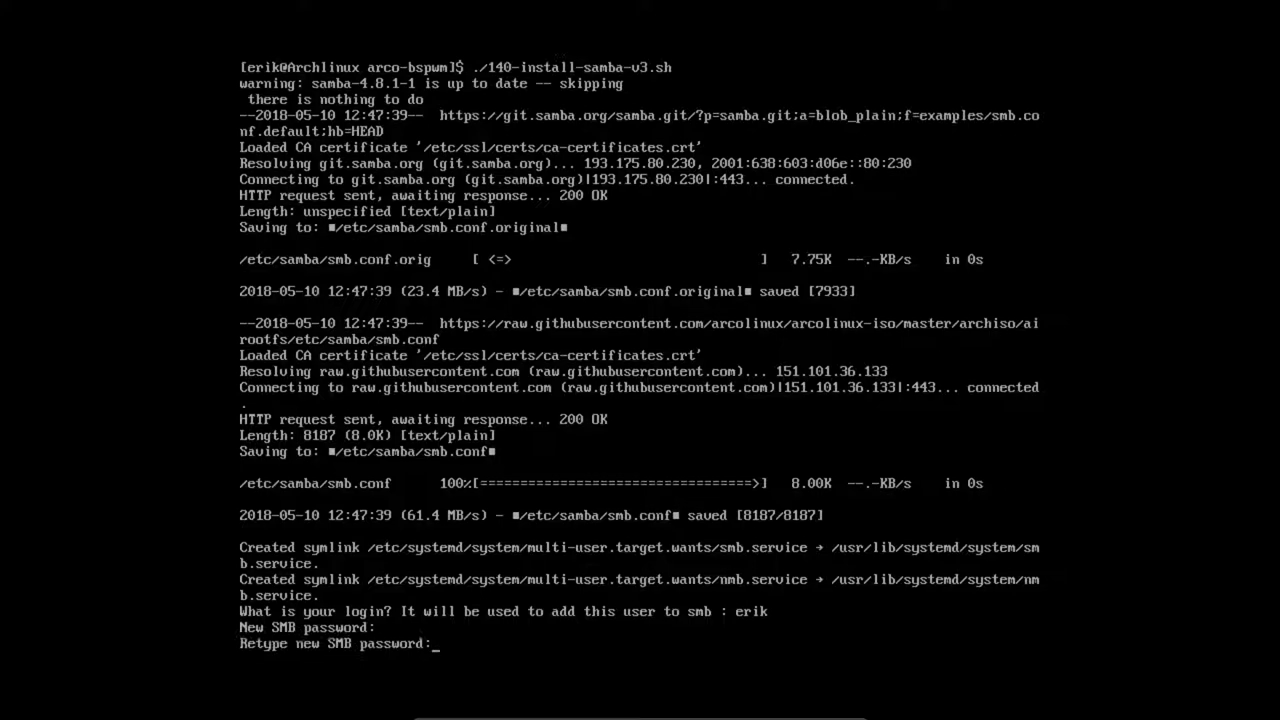 [erik@Archlinux arco-bspwm]$ ./140-install-samba-v3.sh
warning: samba-4.8.1-1 is up to date -- skipping
 there is nothing to do
--2018-05-10 12:47:39--  https://git.samba.org/samba.git/?p=samba.git;a=blob_plain;f=examples/smb.co
nf.default;hb=HEAD
Loaded CA certificate '/etc/ssl/certs/ca-certificates.crt'
Resolving git.samba.org (git.samba.org)... 193.175.80.230, 2001:638:603:d06e::80:230
Connecting to git.samba.org (git.samba.org)|193.175.80.230|:443... connected.
HTTP request sent, awaiting response... 200 OK
Length: unspecified [text/plain]
Saving to: ■/etc/samba/smb.conf.original■
/etc/samba/smb.conf.orig     [ <=>                               ]   7.75K  --.-KB/s    in 0s
2018-05-10 12:47:39 (23.4 MB/s) - ■/etc/samba/smb.conf.original■ saved [7933]
--2018-05-10 12:47:39--  https://raw.githubusercontent.com/arcolinux/arcolinux-iso/master/archiso/ai
rootfs/etc/samba/smb.conf
Loaded CA certificate '/etc/ssl/certs/ca-certificates.crt'
Resolving raw.githubusercontent.com (raw.githubusercontent.com)... 151.101.36.133
Connecting to raw.githubusercontent.com (raw.githubusercontent.com)|151.101.36.133|:443... connected
.
HTTP request sent, awaiting response... 200 OK
Length: 8187 (8.0K) [text/plain]
Saving to: ■/etc/samba/smb.conf■
/etc/samba/smb.conf      100%[==================================>]   8.00K  --.-KB/s    in 0s
2018-05-10 12:47:39 (61.4 MB/s) - ■/etc/samba/smb.conf■ saved [8187/8187]
Created symlink /etc/systemd/system/multi-user.target.wants/smb.service → /usr/lib/systemd/system/sm
b.service.
Created symlink /etc/systemd/system/multi-user.target.wants/nmb.service → /usr/lib/systemd/system/nm
b.service.
What is your login? It will be used to add this user to smb : erik
New SMB password:
Retype new SMB password:_